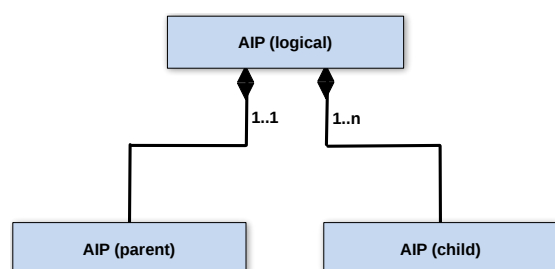 AIP (logical)
1..1
1..n
AIP (parent)
AIP (child)